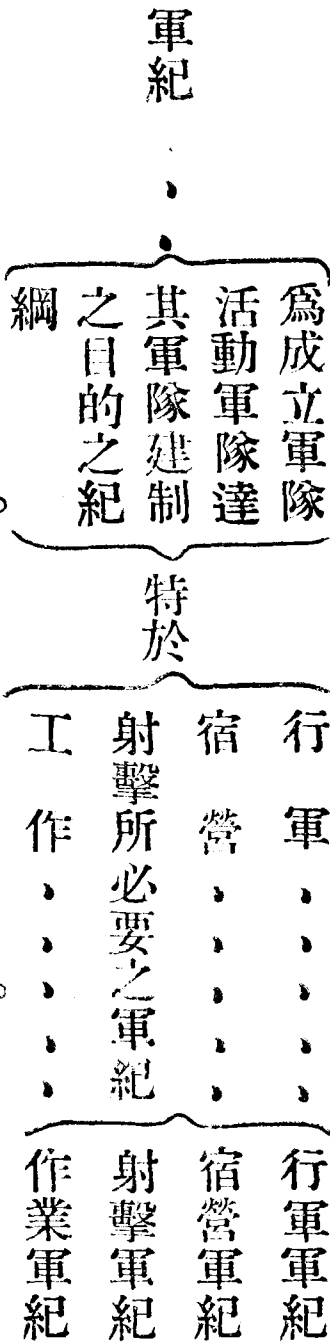 軍紀、、
爲成立軍隊
活動軍隊達
其軍隊建制
之目的之紀
綱。
特於
行軍、、、、、
宿營、、、、、
射擊所必要之軍紀
工作、、、、、。
行軍軍紀
宿營軍紀
射擊軍紀
作業軍紀